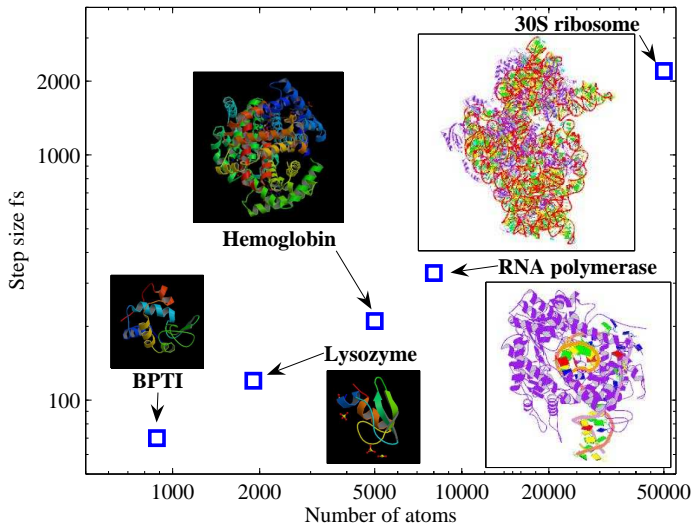 30S ribosome
2000
1000
Step size fs
Hemoglobin
RNA polymerase
BPTI
Lysozyme
100
1000
2000
5000
10000
20000
50000
Number of atoms